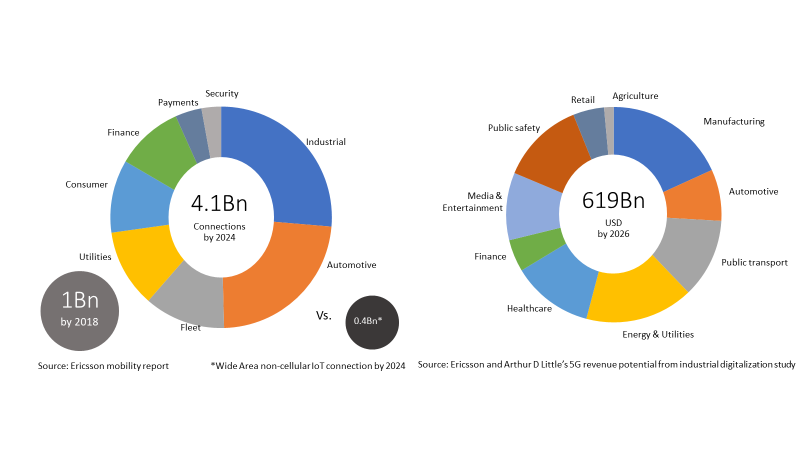 Security
Payments
Finance
Industrial
Consumer
4.1Bn
Connections
by 2024
Utilities
Automotive
Fleet
1Bn
by 2018
Vs.
0.4Bn*
Source: Ericsson mobility report
*Wide Area non-cellular IoT connection by 2024
Agriculture
Retail
Manufacturing
Public safety
Automotive
Media &
Entertainment
619Bn
USD
by 2026
Finance
Public transport
Healthcare
Energy & Utilities
Source: Ericsson and Arthur D Little's 5G revenue potential from industrial digitalization study